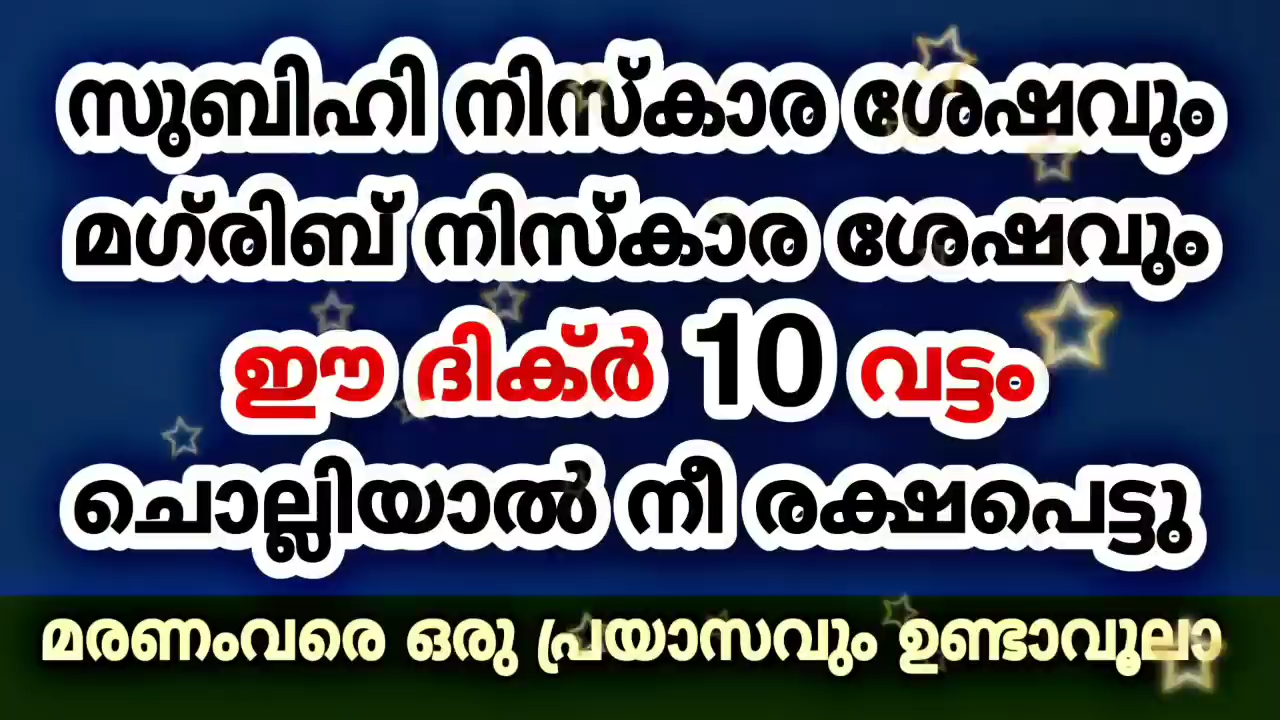 സുബിഹി നിസ്കാര ശേഷവും
മഗ്‌രിബ് നിസ്കാര ശേഷവും
ഈ ദിക്ർ 10 വട്ടം
ചൊല്ലിയാൽ നീ രക്ഷപെട്ടു
മരണംവരെ ഒരു പ്രയാസവും ഉണ്ടാവൂലാ